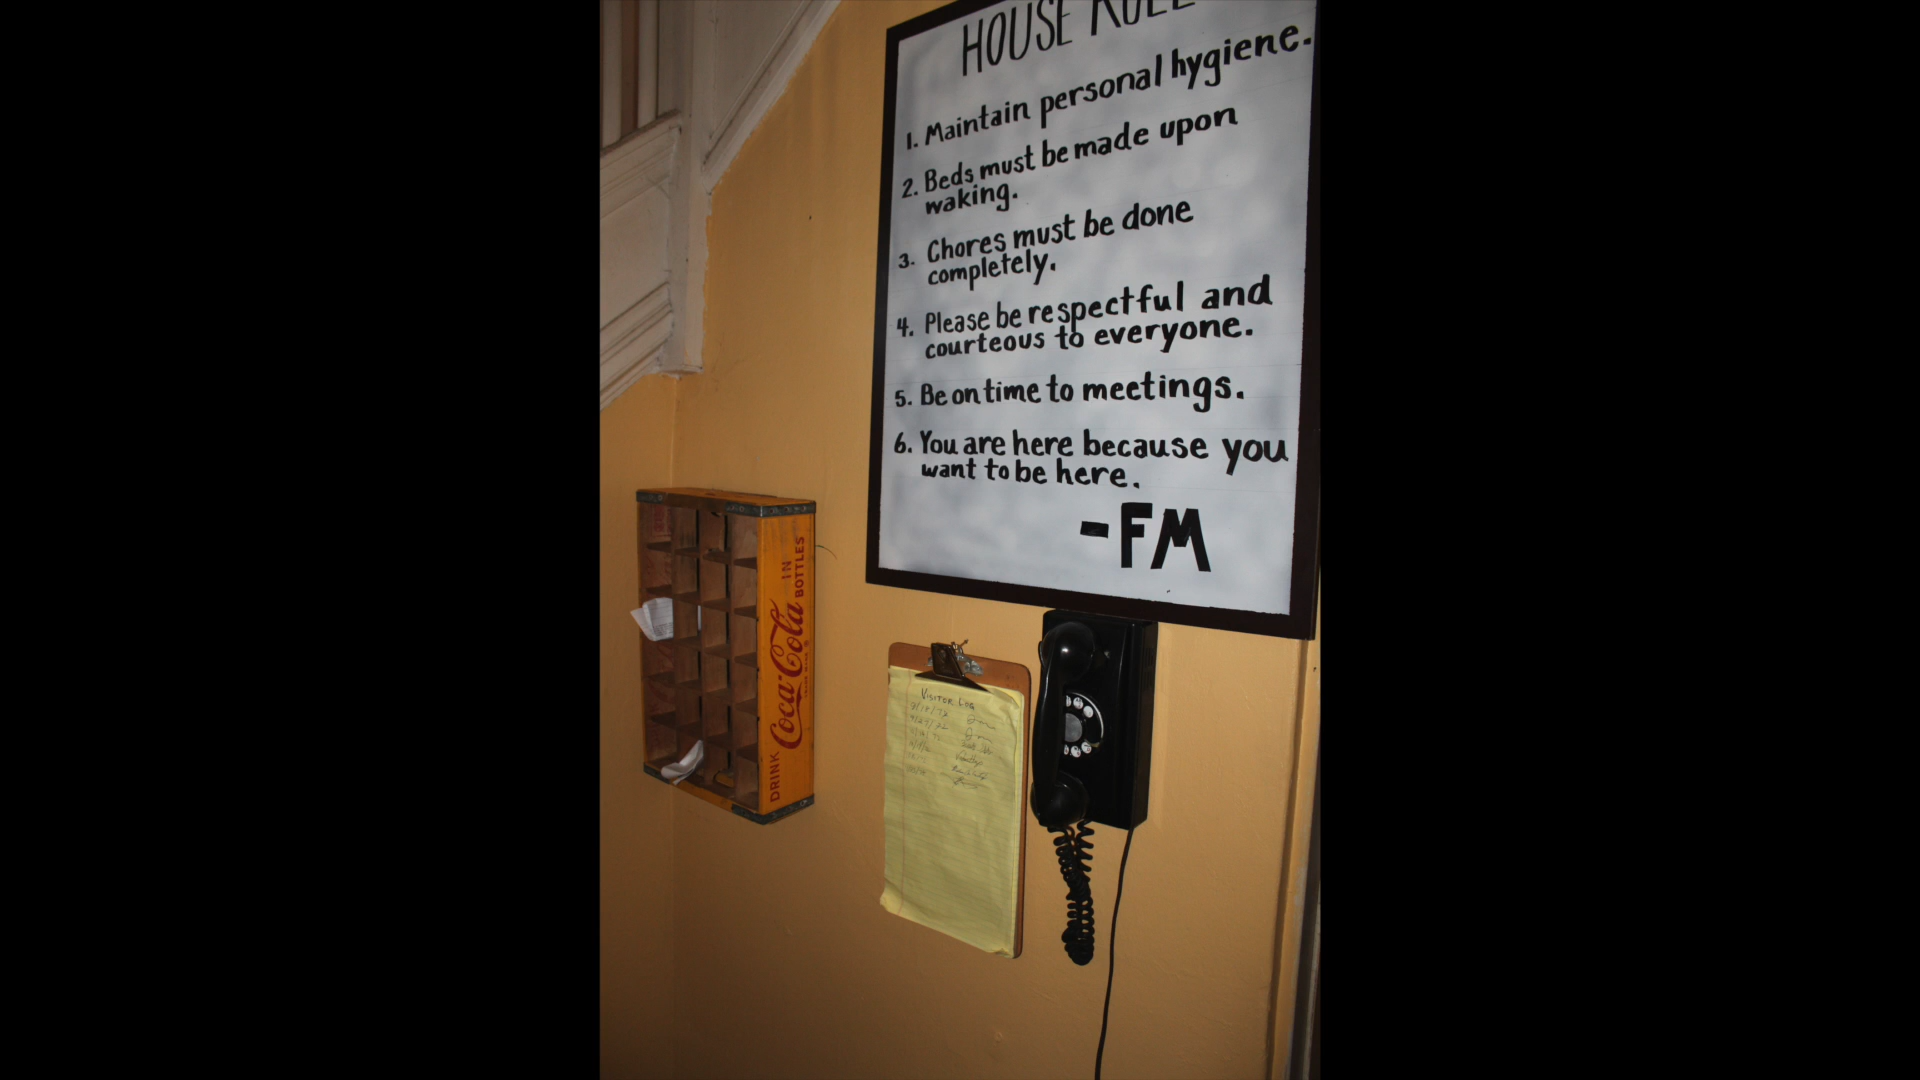 HOUSE RULE
1. Maintain personal hygiene.
2. Beds must be made upon
waking.
3. Chores must be done
completely.
4. Please be respectful and
courteous to everyone.
5. Be on time to meetings.
6. You are here because you
want to be here.
-FM
DRINK Coca-Cola IN
BOTTLES
VISITOR LOG